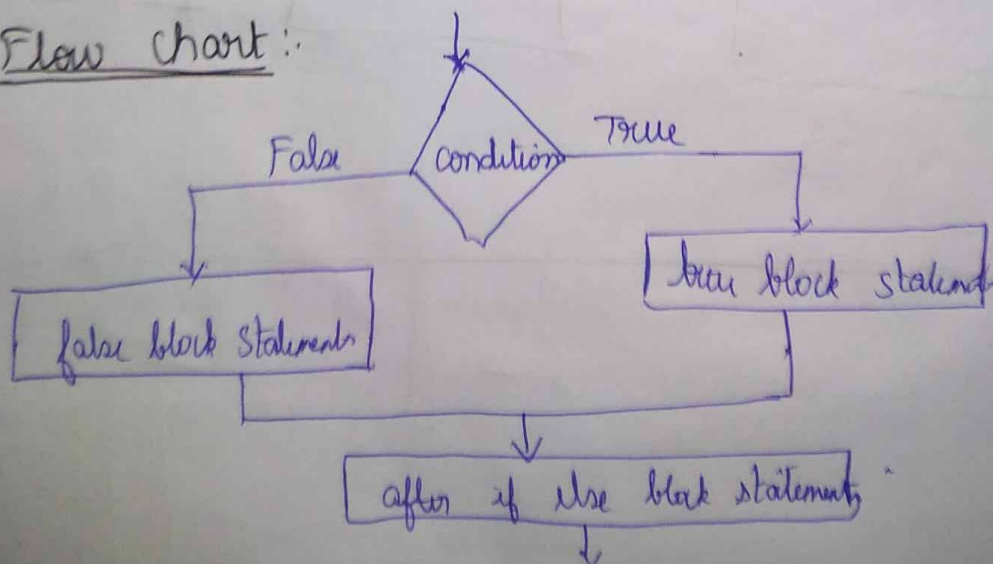 Flow chart:
False
condition
True
false block statements
true block statement
after if else block statements